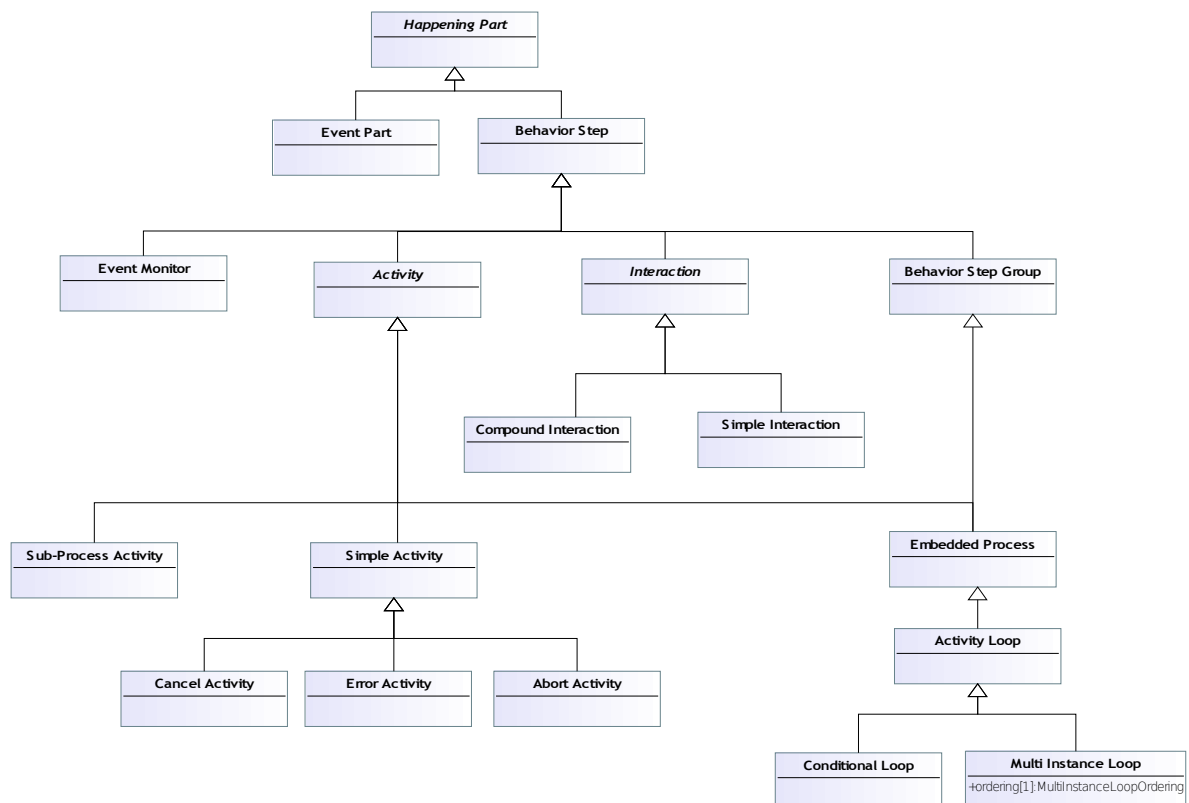 Happening Part
Event Part
Behavior Step
Event Monitor
Activity
Interaction
Behavior Step Group
Compound Interaction
Simple Interaction
Sub-Process Activity
Simple Activity
Embedded Process
Activity Loop
Cancel Activity
Error Activity
Abort Activity
Conditional Loop
Multi Instance Loop
+ordering[1]:MultiInstanceLoopOrdering